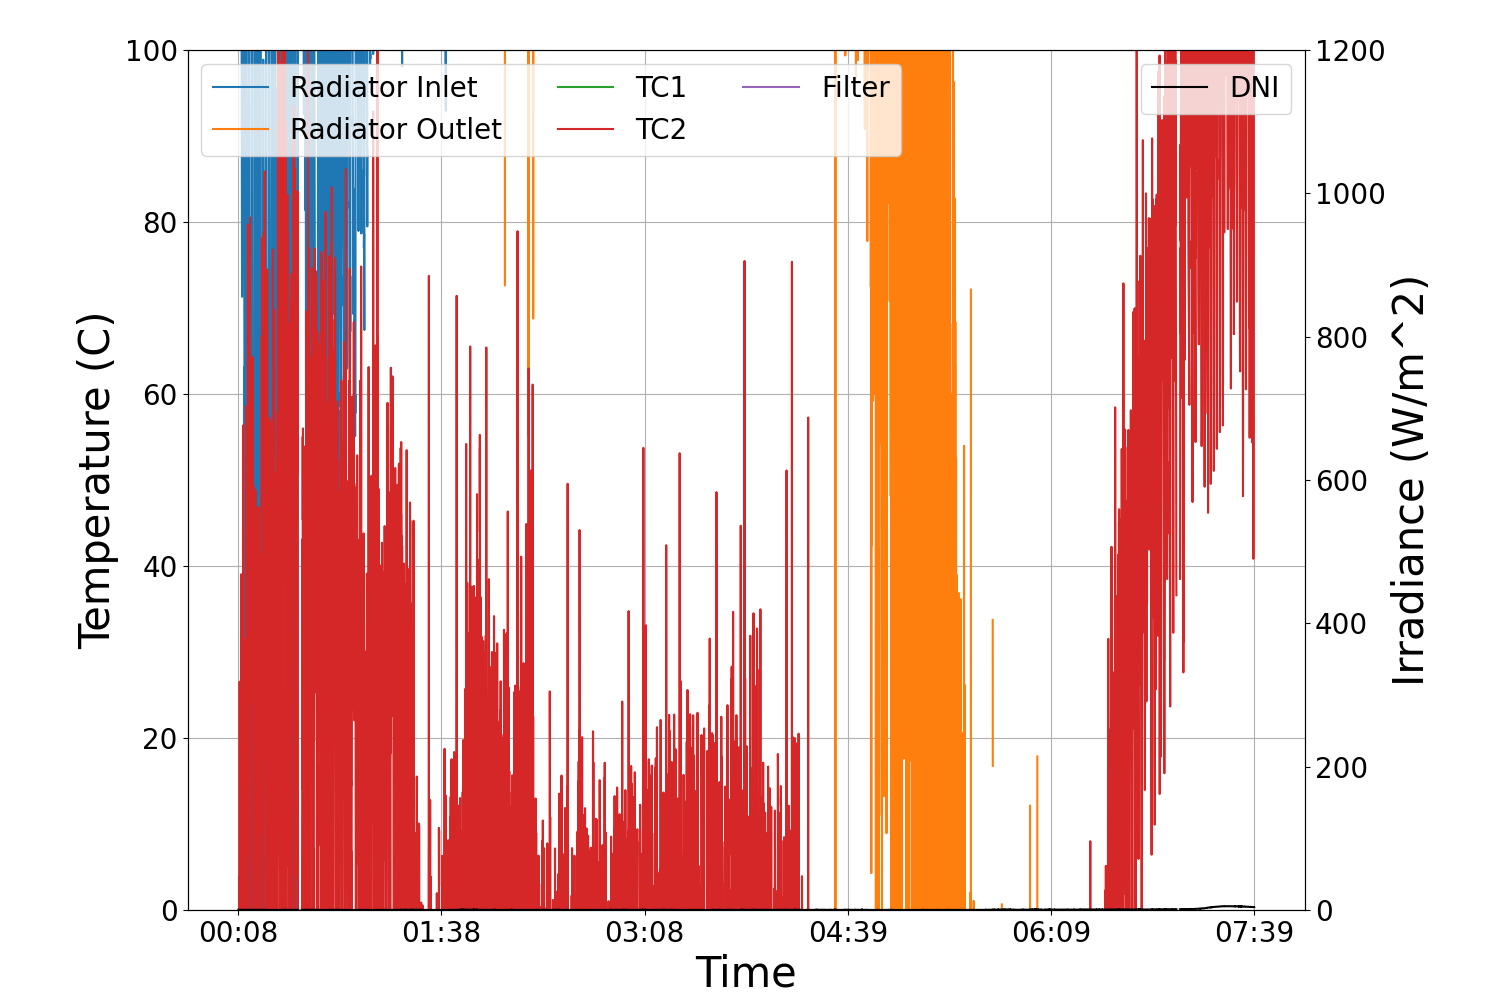 100
80
60
40
20
0
Temperature (C)
Radiator Inlet
Radiator Outlet
TC1
TC2
Filter
DNI
1200
1000
800
600
400
200
0
Irradiance (W/m^2)
00:08 01:38 03:08 04:39 06:09 07:39
Time